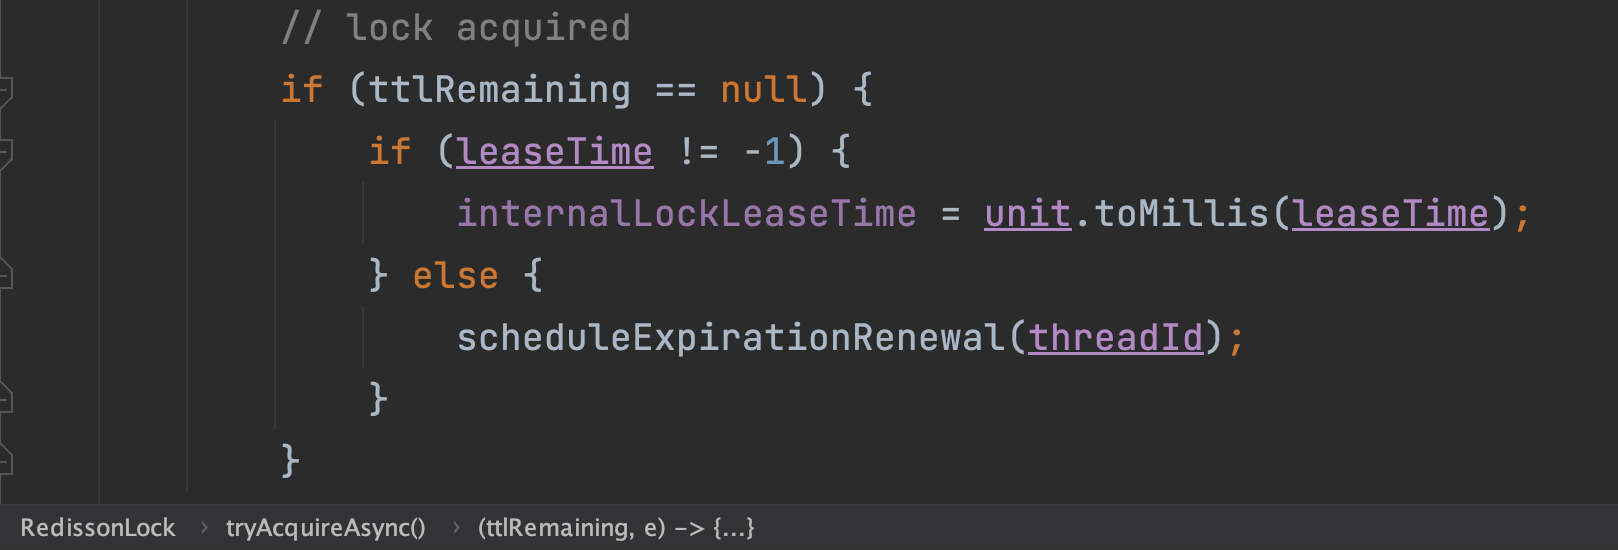 // lock acquired
if (ttlRemaining == null) {
if (leaseTime != -1) {
internalLockLeaseTime = unit.toMillis(leaseTime);
} else {
scheduleExpirationRenewal(threadId);
}
}
RedissonLock › tryAcquireAsync() › (ttlRemaining, e) -> {...}